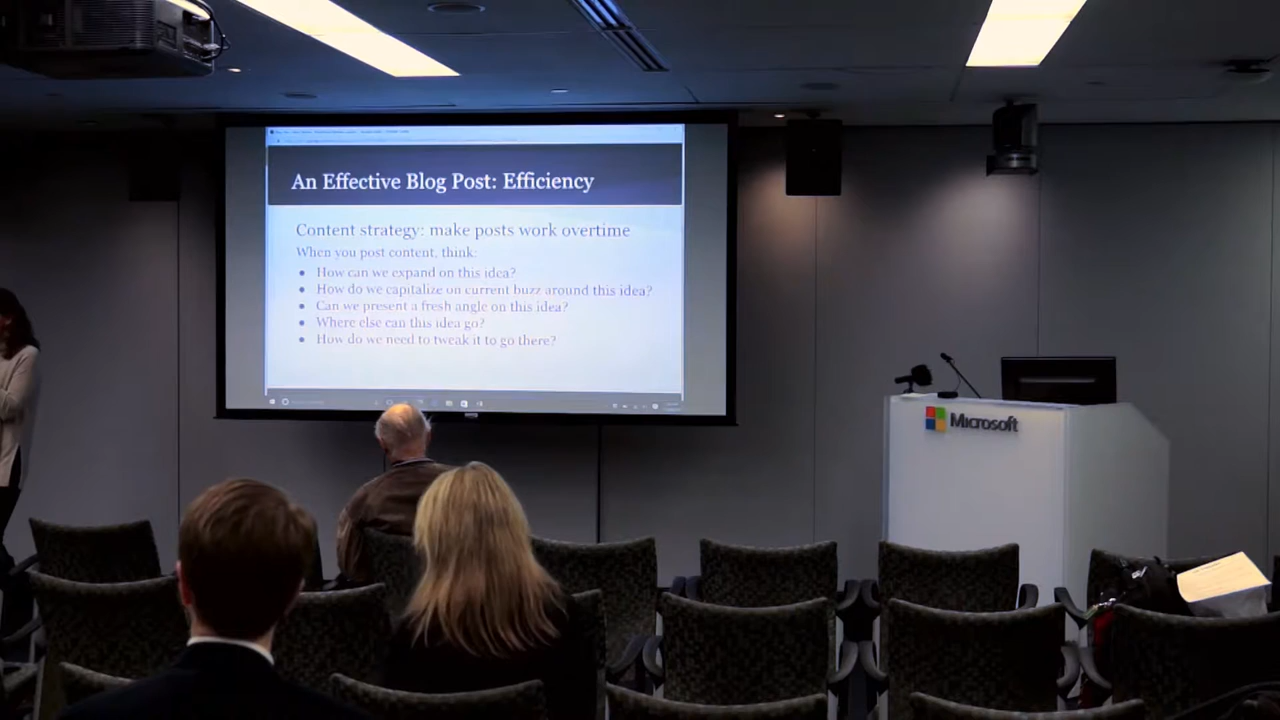 An Effective Blog Post: Efficiency
Content strategy: make posts work overtime
When you post content, think:
• How can we expand on this idea?
• How do we capitalize on current buzz around this idea?
• Can we present a fresh angle on this idea?
• Where else can this idea go?
• How do we need to tweak it to go there?
Microsoft